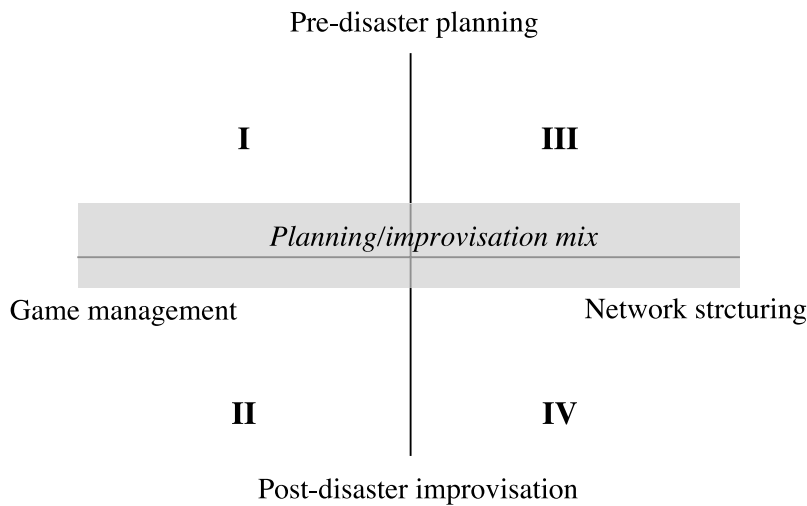 Pre-disaster planning
I
III
Planning/improvisation mix
Game management
Network strcturing
II
IV
Post-disaster improvisation